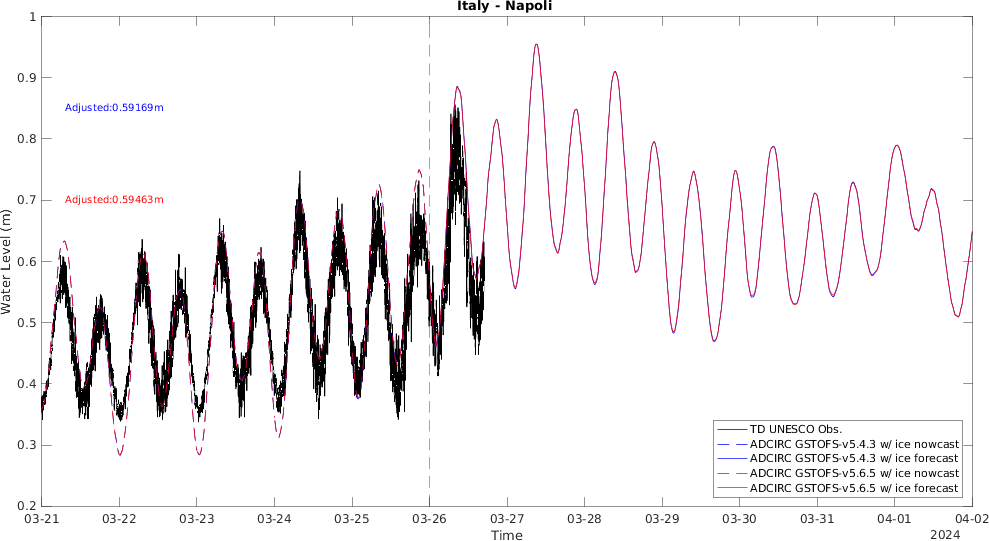 Italy - Napoli
1
0.9
0.8
0.7
0.6
0.5
0.4
0.3
0.2
Water Level (m)
Adjusted:0.59169m
Adjusted:0.59463m
TD UNESCO Obs.
ADCIRC GSTOFS-v5.4.3 w/ ice nowcast
ADCIRC GSTOFS-v5.4.3 w/ ice forecast
ADCIRC GSTOFS-v5.6.5 w/ ice nowcast
ADCIRC GSTOFS-v5.6.5 w/ ice forecast
03-21 03-22 03-23 03-24 03-25 03-26 03-27 03-28 03-29 03-30 03-31 04-01 04-02
Time
2024